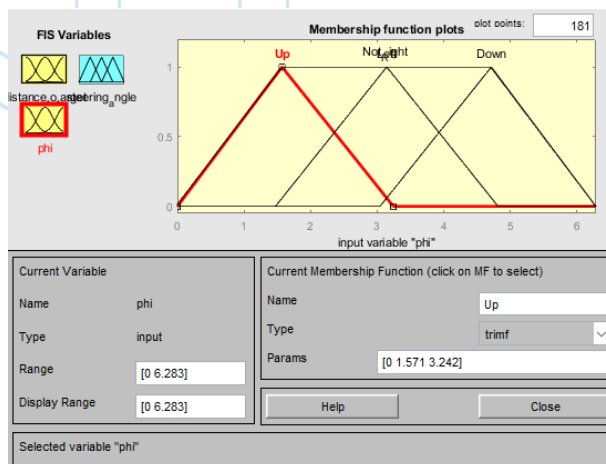 FIS Variables
Membership function plots
plot points:
181
Up
Down
1
0.5
0
0 1 2 3 4 5 6
phi
input variable "phi"
Current Variable
Name phi
Type input
Range [0 6.283]
Display Range [0 6.283]
Current Membership Function (click on MF to select)
Name Up
Type trimf
Params [0 1.571 3.242]
Help Close
Selected variable "phi"